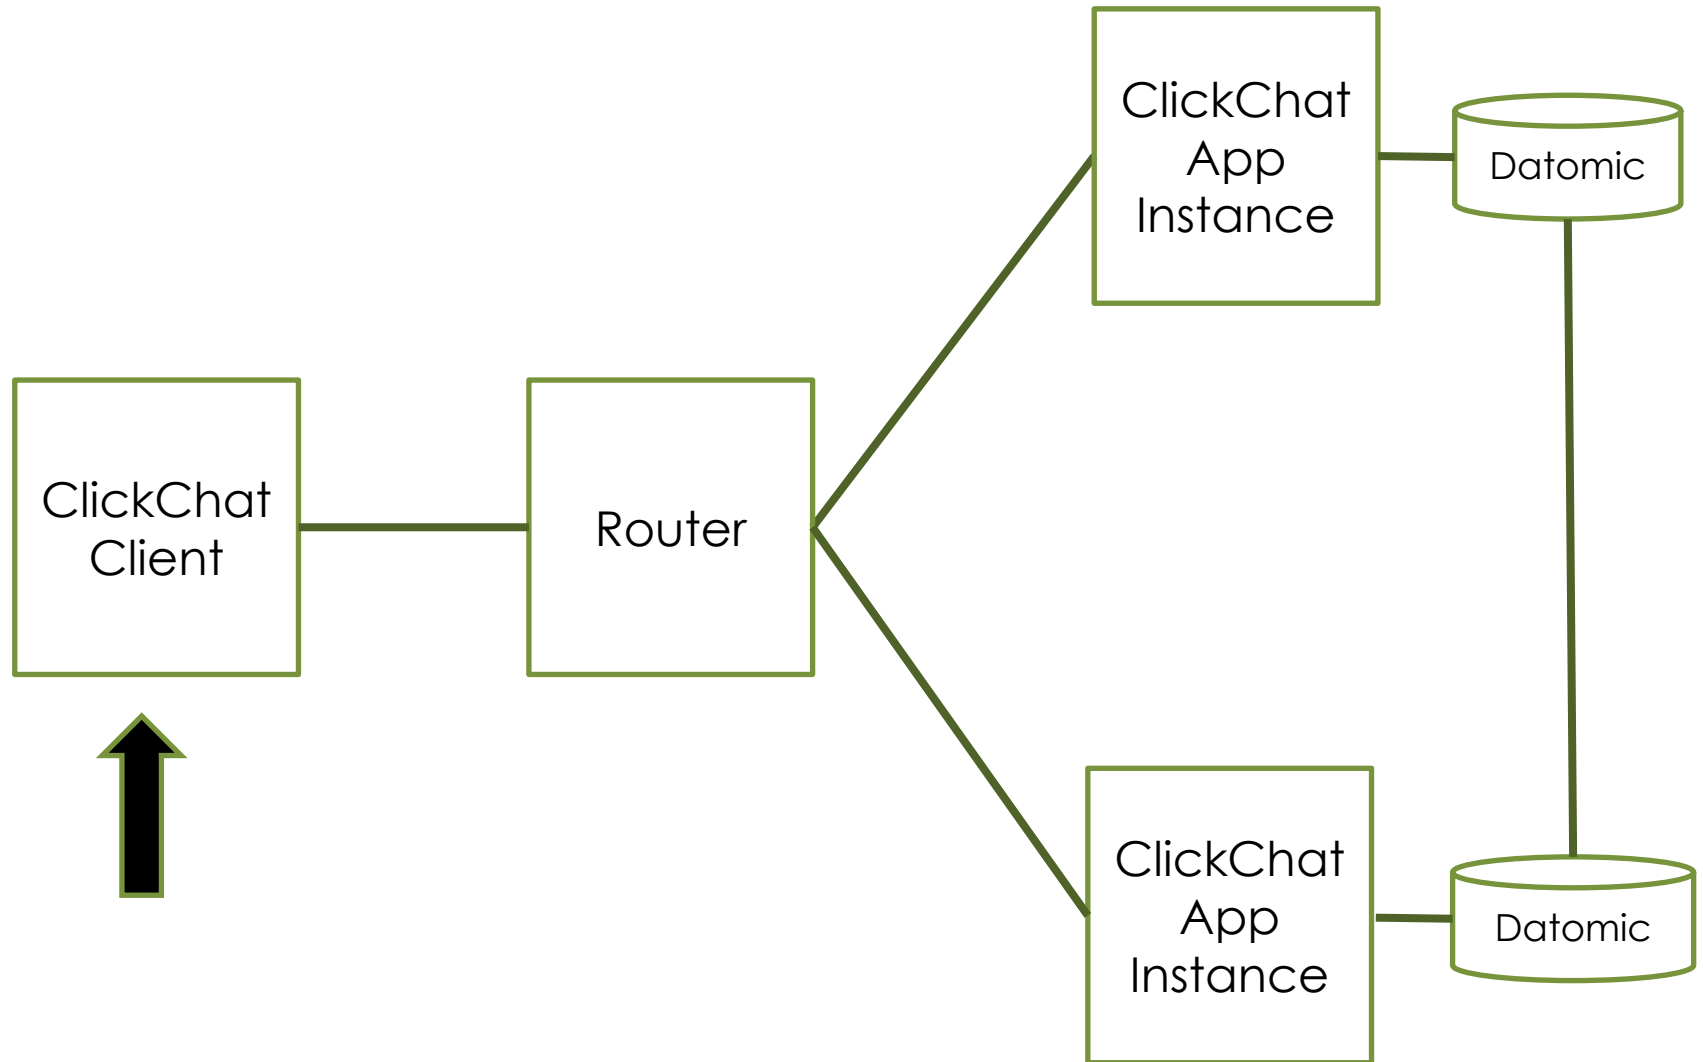 ClickChat
App
Instance
Datomic
ClickChat
Client
Router
ClickChat
App
Instance
Datomic